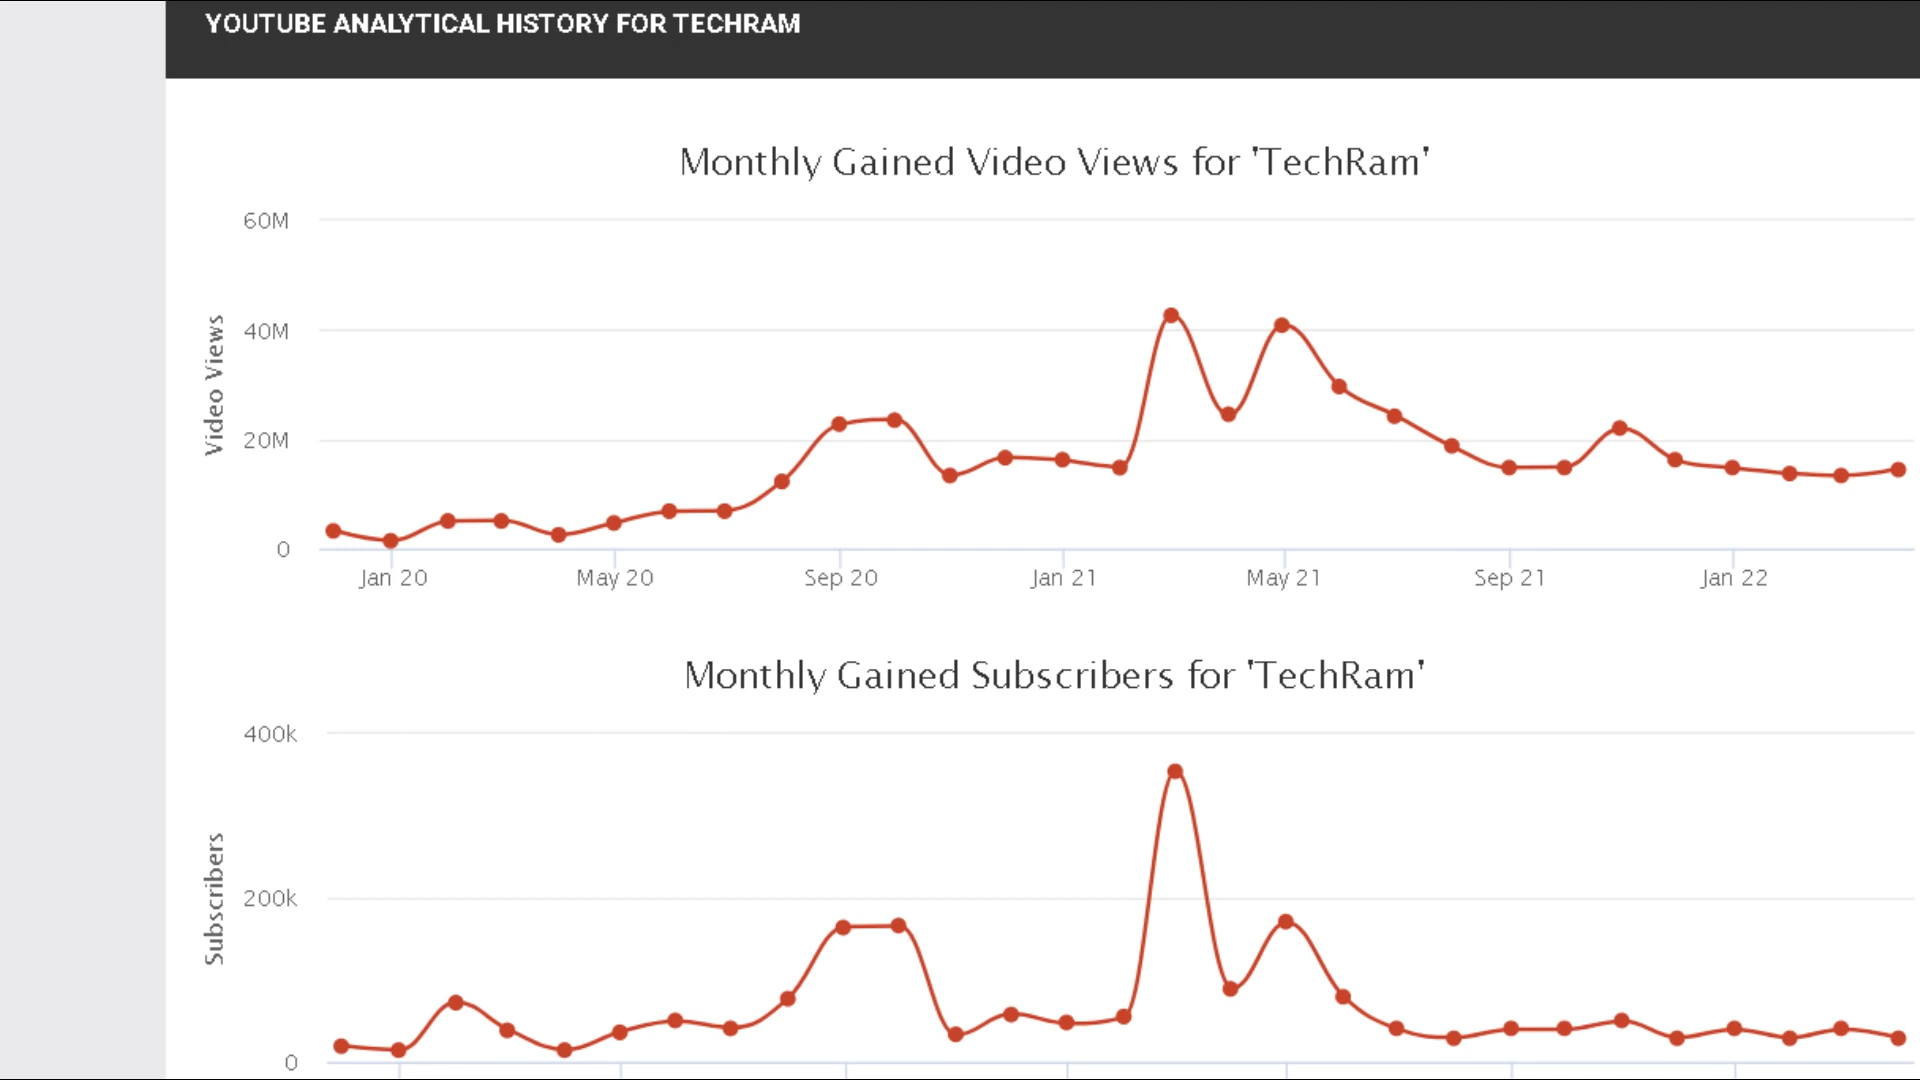 YOUTUBE ANALYTICAL HISTORY FOR TECHRAM
Monthly Gained Video Views for 'TechRam'
60M
40M
20M
0
Video Views
Jan 20 May 20 Sep 20 Jan 21 May 21 Sep 21 Jan 22
Monthly Gained Subscribers for 'TechRam'
400k
200k
0
Subscribers